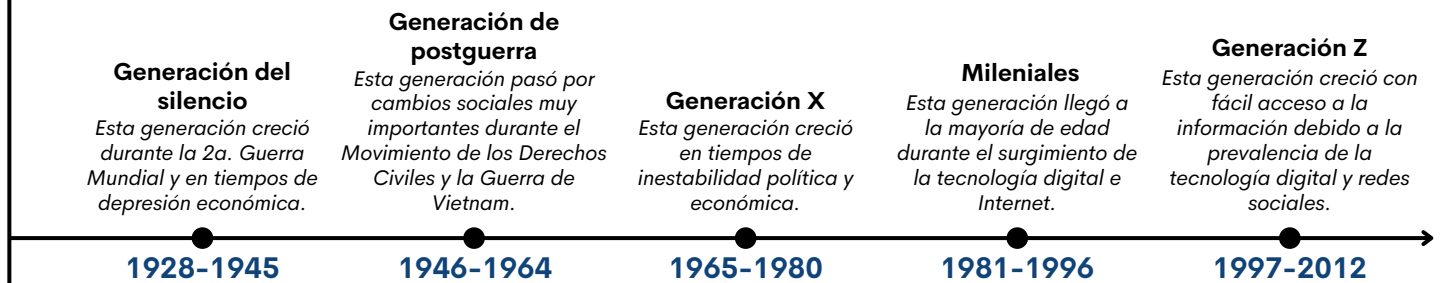 Generación del
silencio
Esta generación creció
durante la 2a. Guerra
Mundial y en tiempos de
depresión económica.
1928-1945
Generación de
postguerra
Esta generación pasó por
cambios sociales muy
importantes durante el
Movimiento de los Derechos
Civiles y la Guerra de
Vietnam.
1946-1964
Generación X
Esta generación creció
en tiempos de
inestabilidad política y
económica.
1965-1980
Mileniales
Esta generación llegó a
la mayoría de edad
durante el surgimiento de
la tecnología digital e
Internet.
1981-1996
Generación Z
Esta generación creció con
fácil acceso a la
información debido a la
prevalencia de la
tecnología digital y redes
sociales.
1997-2012